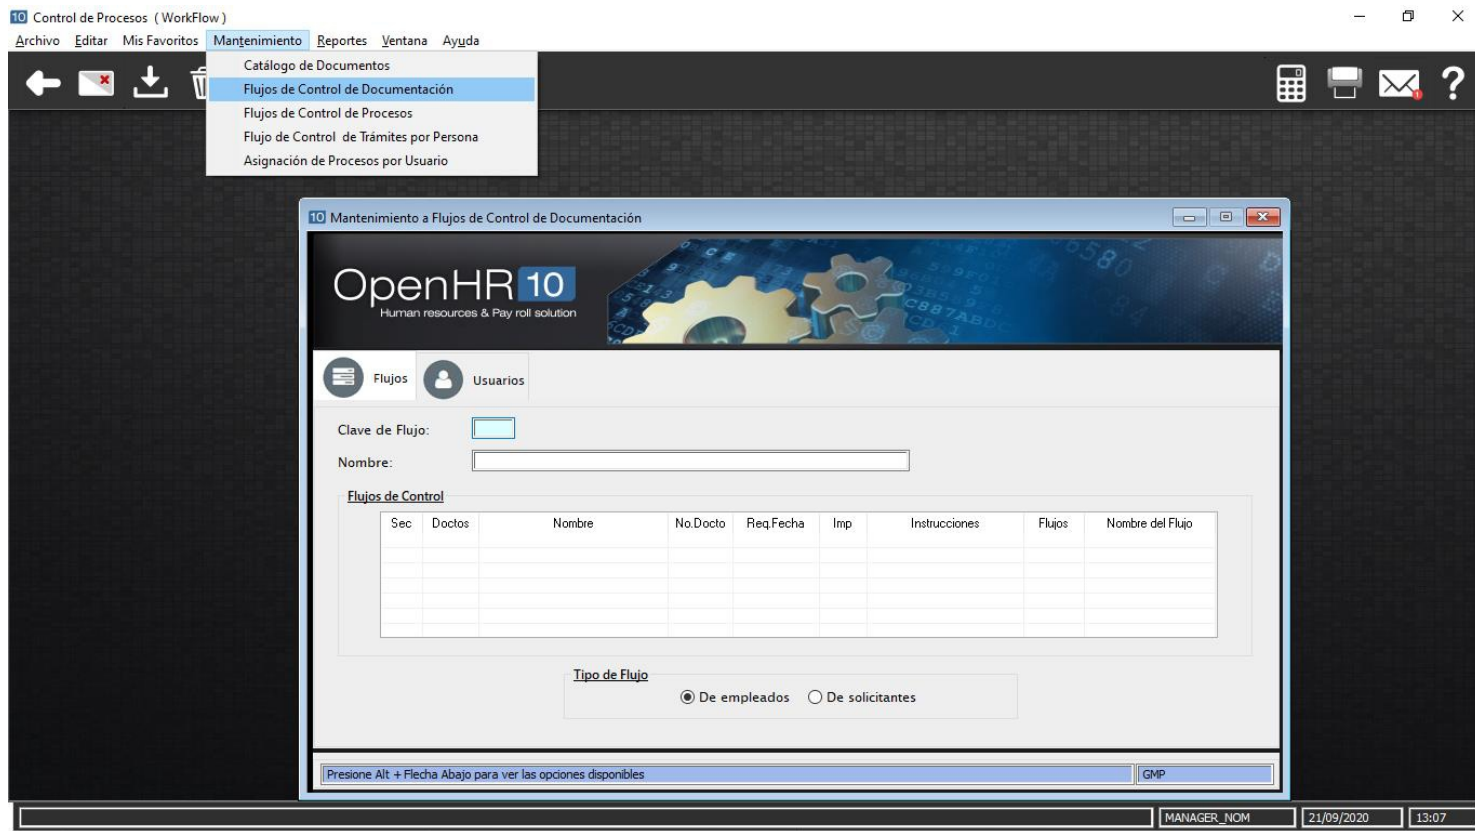 10 Control de Procesos ( WorkFlow )
Archivo Editar Mis Favoritos Mantenimiento Reportes Ventana Ayuda
Catálogo de Documentos
Flujos de Control de Documentación
Flujos de Control de Procesos
Flujo de Control de Trámites por Persona
Asignación de Procesos por Usuario
10 Mantenimiento a Flujos de Control de Documentación
OpenHR 10
Human resources & Pay roll solution
Flujos Usuarios
Clave de Flujo:
Nombre:
Flujos de Control
Sec Doctos Nombre No.Docto Req.Fecha Imp Instrucciones Flujos Nombre del Flujo
Tipo de Flujo
De empleados De solicitantes
Presione Alt + Flecha Abajo para ver las opciones disponibles GMP
MANAGER_NOM 21/09/2020 13:07